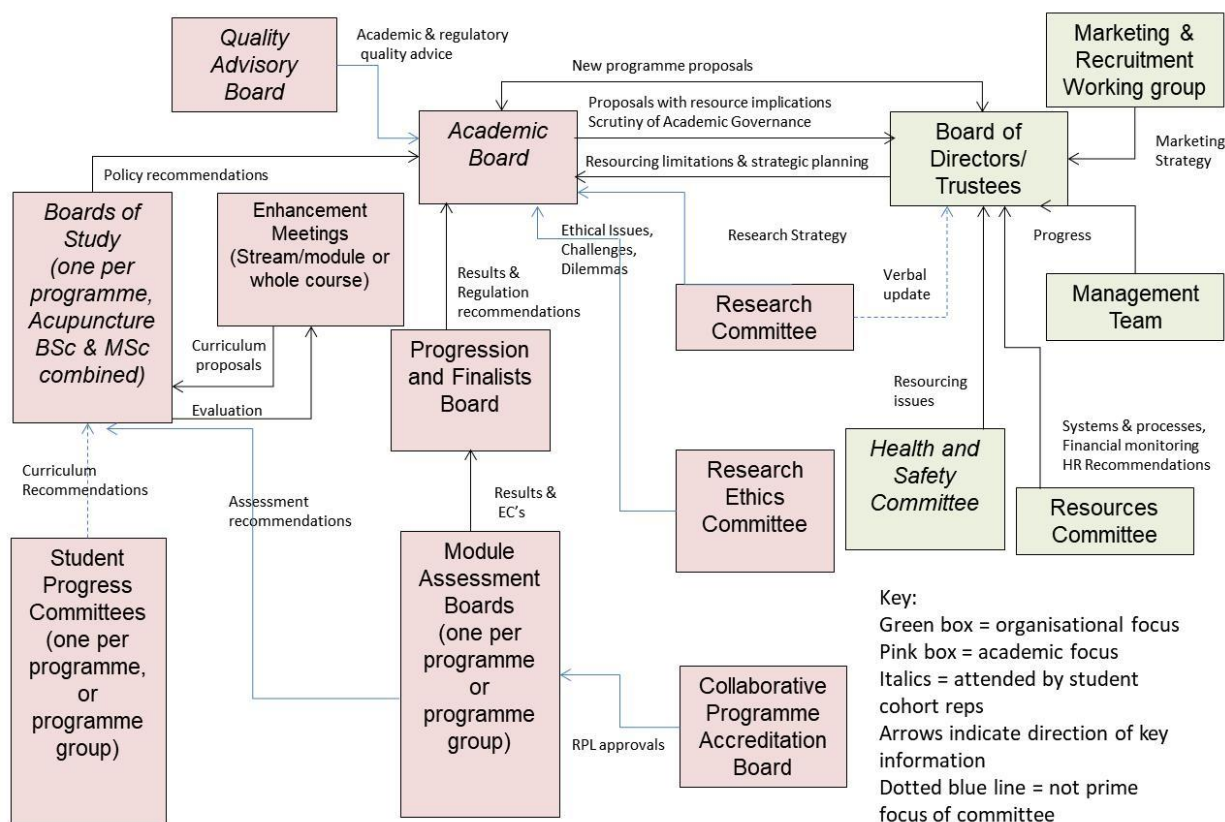 Quality
Advisory
Board
Academic & regulatory
quality advice
New programme proposals
Marketing &
Recruitment
Working group
Proposals with resource implications
Scrutiny of Academic Governance
Academic
Board
Board of
Directors/
Trustees
Marketing
Strategy
Resourcing limitations & strategic planning
Policy recommendations
Boards of
Study
(one per
programme,
Acupuncture
BSc & MSc
combined)
Enhancement
Meetings
(Stream/module or
whole course)
Ethical Issues,
Challenges,
Dilemmas
Research Strategy
Progress
Results &
Regulation
recommendations
Verbal
update
Research
Committee
Management
Team
Curriculum
proposals
Progression
and Finalists
Board
Evaluation
Resourcing
issues
Systems & processes,
Financial monitoring
HR Recommendations
Health and
Safety
Committee
Curriculum
Recommendations
Assessment
recommendations
Results &
EC's
Research
Ethics
Committee
Resources
Committee
Student
Progress
Committees
(one per
programme,
or
programme
group)
Module
Assessment
Boards
(one per
programme
or
programme
group)
RPL approvals
Collaborative
Programme
Accreditation
Board
Key:
Green box = organisational focus
Pink box = academic focus
Italics = attended by student
cohort reps
Arrows indicate direction of key
information
Dotted blue line = not prime
focus of committee